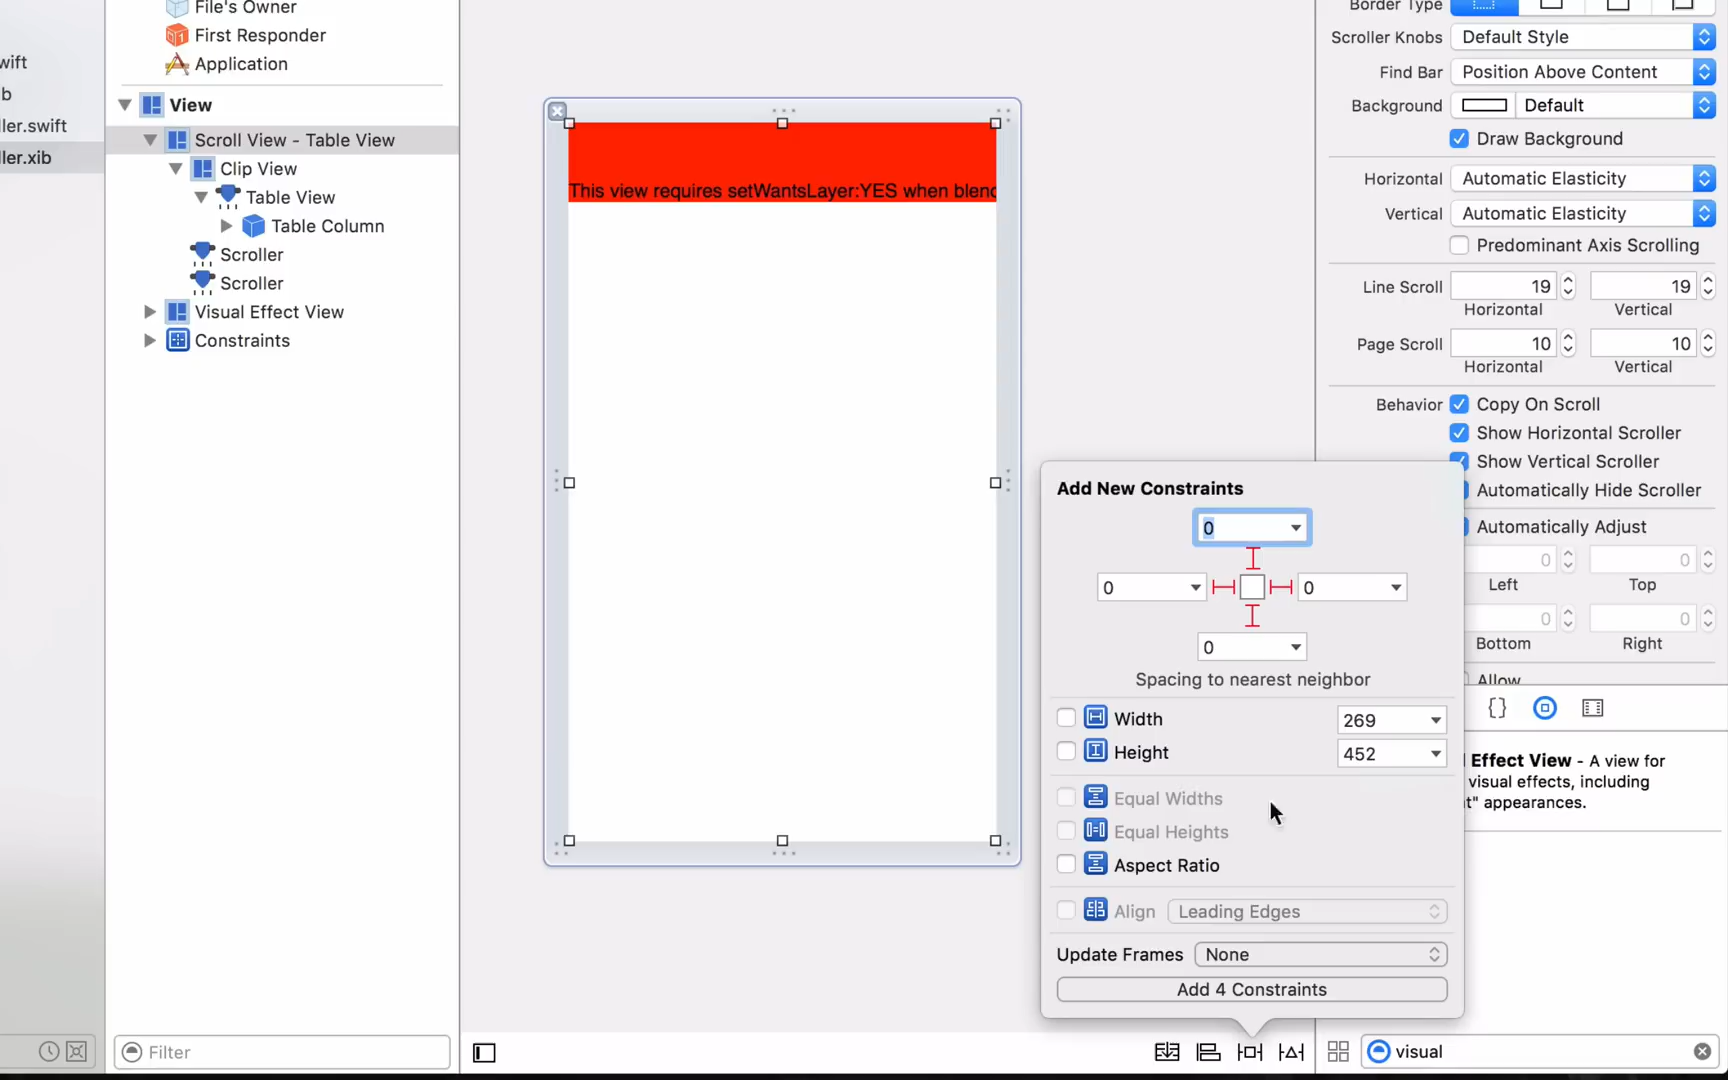 File's Owner
First Responder
Application
wift
b
ller.swift
ller.xib
View
Scroll View - Table View
Clip View
Table View
Table Column
Scroller
Scroller
Visual Effect View
Constraints
Filter
This view requires setWantsLayer:YES when blend
Border Type
Scroller Knobs Default Style
Find Bar Position Above Content
Background Default
Draw Background
Horizontal Automatic Elasticity
Vertical Automatic Elasticity
Predominant Axis Scrolling
Line Scroll 19 19
Horizontal Vertical
Page Scroll 10 10
Horizontal Vertical
Behavior Copy On Scroll
Show Horizontal Scroller
Show Vertical Scroller
Automatically Hide Scroller
Automatically Adjust
0 0
Left Top
0 0
Bottom Right
Allow
Effect View - A view for
visual effects, including
t" appearances.
visual
Add New Constraints
0
0 0
0
Spacing to nearest neighbor
Width 269
Height 452
Equal Widths
Equal Heights
Aspect Ratio
Align Leading Edges
Update Frames None
Add 4 Constraints